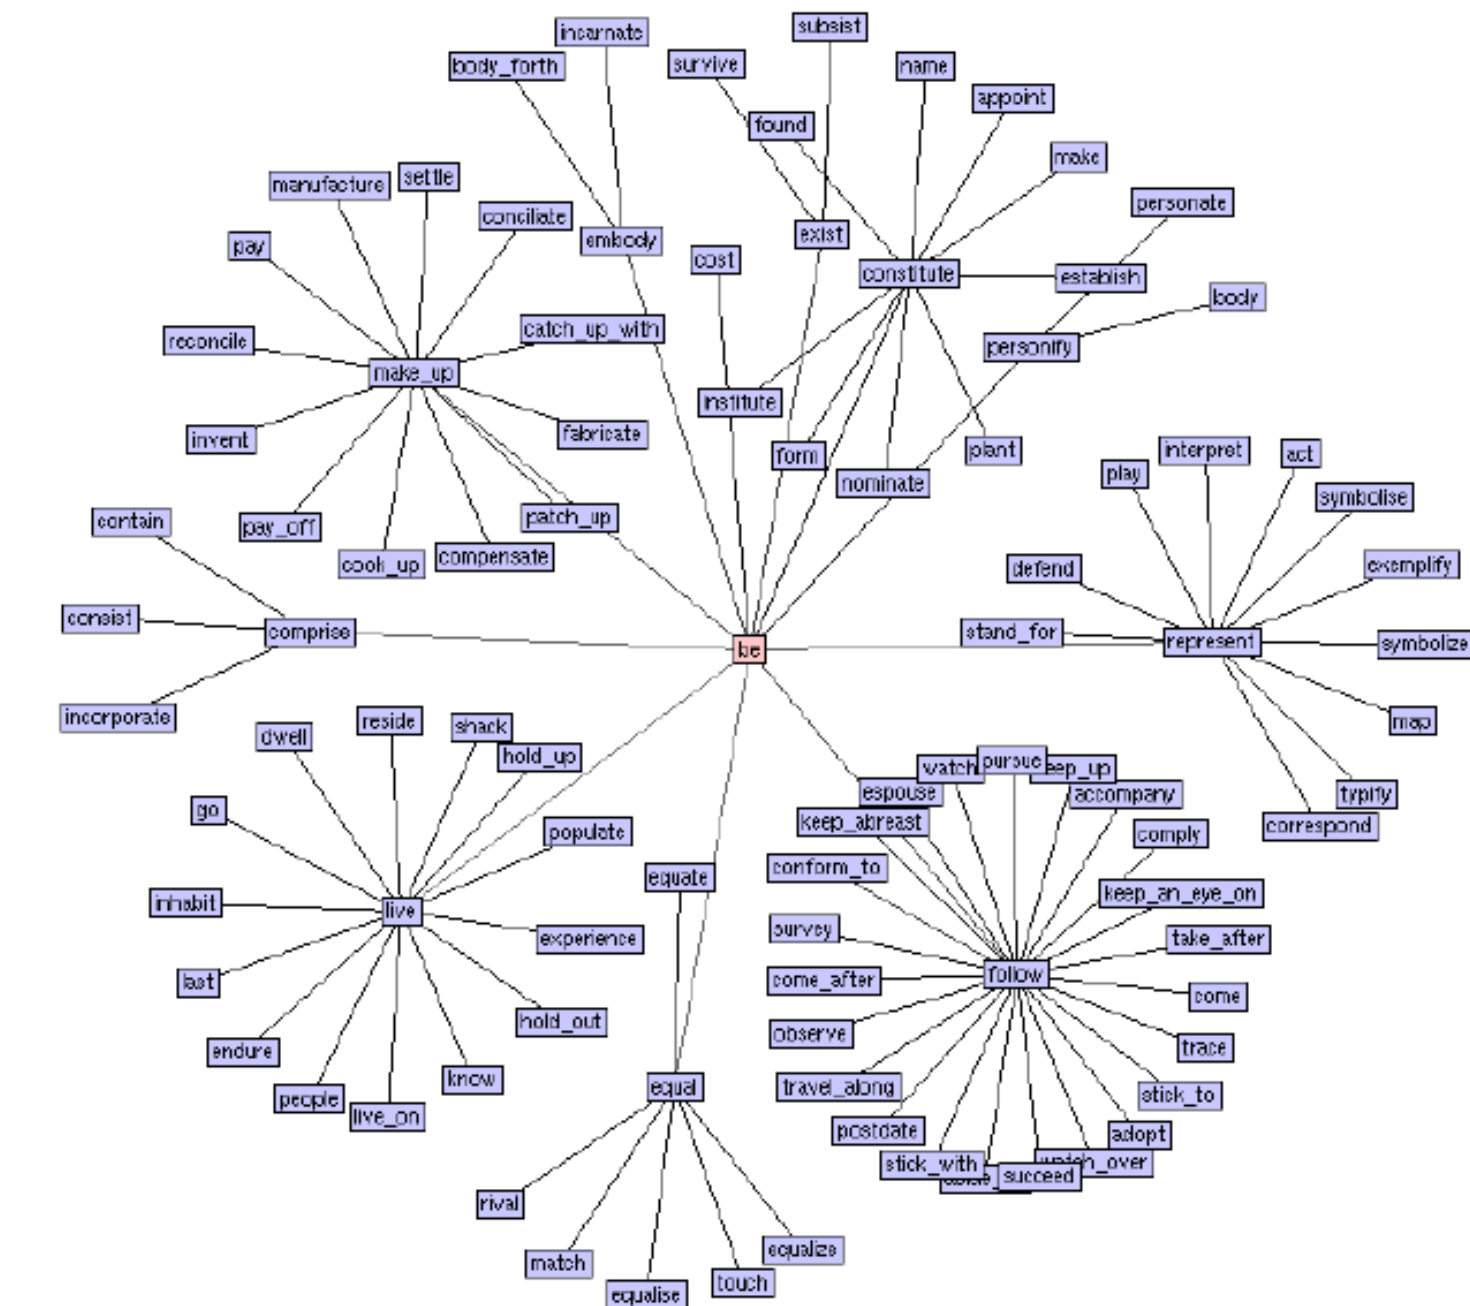 incarnate
subsist
body_forth
survive
name
appoint
found
make
settle
manufacture
personate
conciliate
pay
embody
exist
cost
constitute
establish
body
catch_up_with
reconcile
personify
make_up
institute
invent
fabricate
form
plant
interpret
act
play
nominate
symbolise
contain
pay_off
patch_up
cook_up
compensate
defend
exemplify
consist
comprise
stand_for
represent
symbolize
be
incorporate
dwell
reside
shack
map
hold_up
watch
pursue
eep_up
espouse
accompany
typify
go
keep_abreast
populate
comply
correspond
equate
conform_to
keep_an_eye_on
inhabit
live
survey
experience
take_after
last
come_after
follow
come
hold_out
observe
endure
trace
know
equal
travel_along
people
stick_to
live_on
postdate
adopt
stick_with
watch_over
succeed
rival
match
equalize
touch
equalise